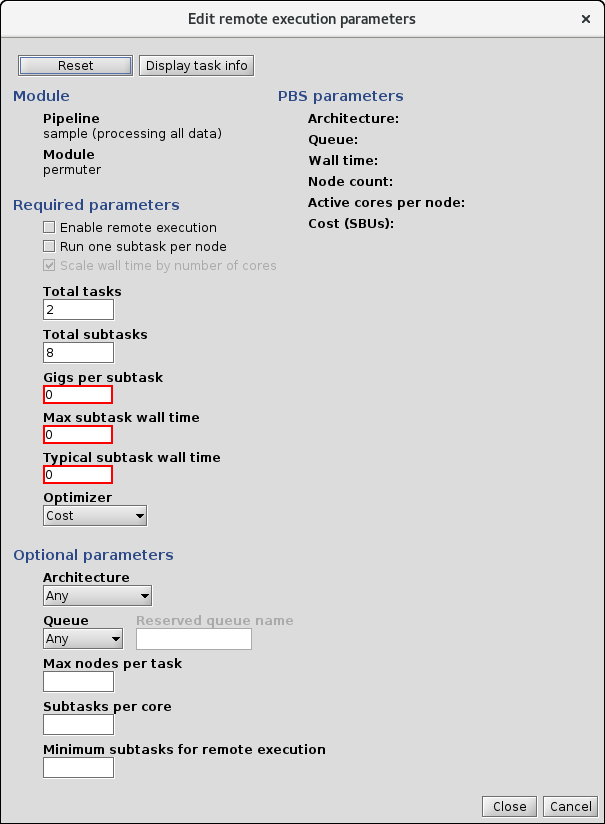 Edit remote execution parameters
Reset
Display task info
Module
Pipeline
sample (processing all data)
Module
permuter
Required parameters
Enable remote execution
Run one subtask per node
Scale wall time by number of cores
Total tasks
2
Total subtasks
8
Gigs per subtask
0
Max subtask wall time
0
Typical subtask wall time
0
Optimizer
Cost
Optional parameters
Architecture
Any
Queue
Reserved queue name
Any
Max nodes per task
Subtasks per core
Minimum subtasks for remote execution
PBS parameters
Architecture:
Queue:
Wall time:
Node count:
Active cores per node:
Cost (SBUs):
Close
Cancel